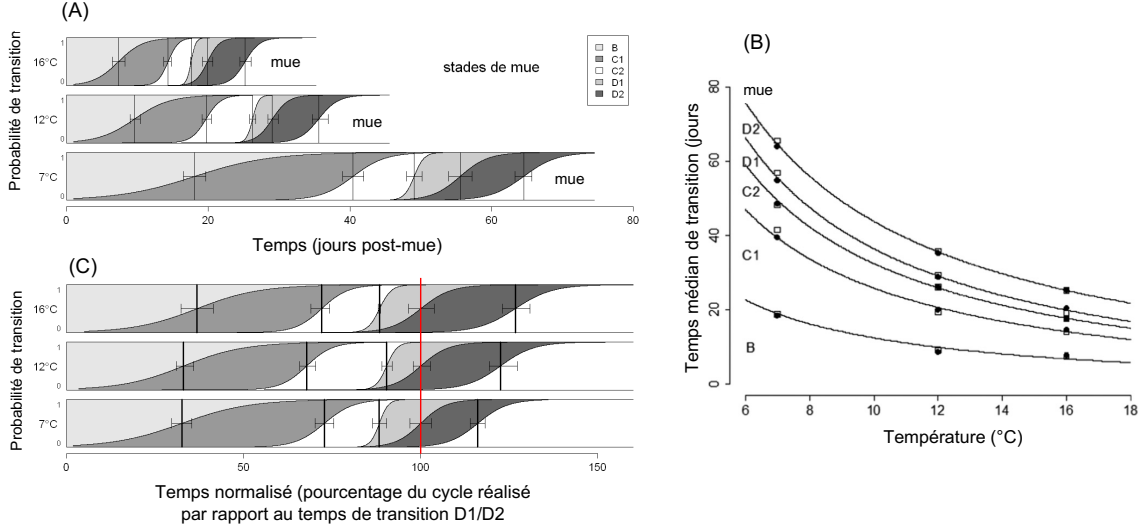 (A)
Probabilité de transition
16°C
1
0
mue
12°C
1
0
mue
7°C
1
0
mue
stades de mue
B
C1
C2
D1
D2
0 20 40 60 80
Temps (jours post-mue)
(C)
Probabilité de transition
16°C
1
0
12°C
1
0
7°C
1
0
0 50 100 150
Temps normalisé (pourcentage du cycle réalisé
par rapport au temps de transition D1/D2
(B)
Temps médian de transition (jours
80
60
40
20
0
mue
D2
D1
C2
C1
B
6 8 10 12 14 16 18
Température (°C)